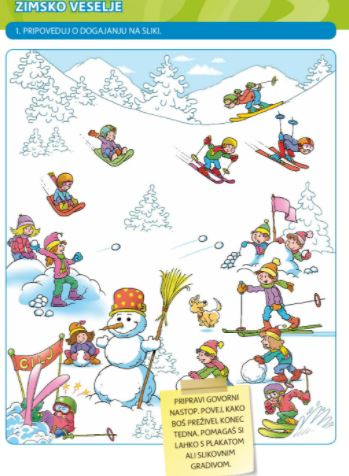 ZIMSKO VESELJE
1. PRIPOVEDUJ O DOGAJANJU NA SLIKI.
CILJ
PRIPRAVI GOVORNI
NASTOP. POVEJ, KAKO
BOŠ PREŽIVEL KONEC
TEDNA, POMAGAŠ SI
LAHKO S PLAKATOM
ALI SLIKOVNIM
GRADIVOM.